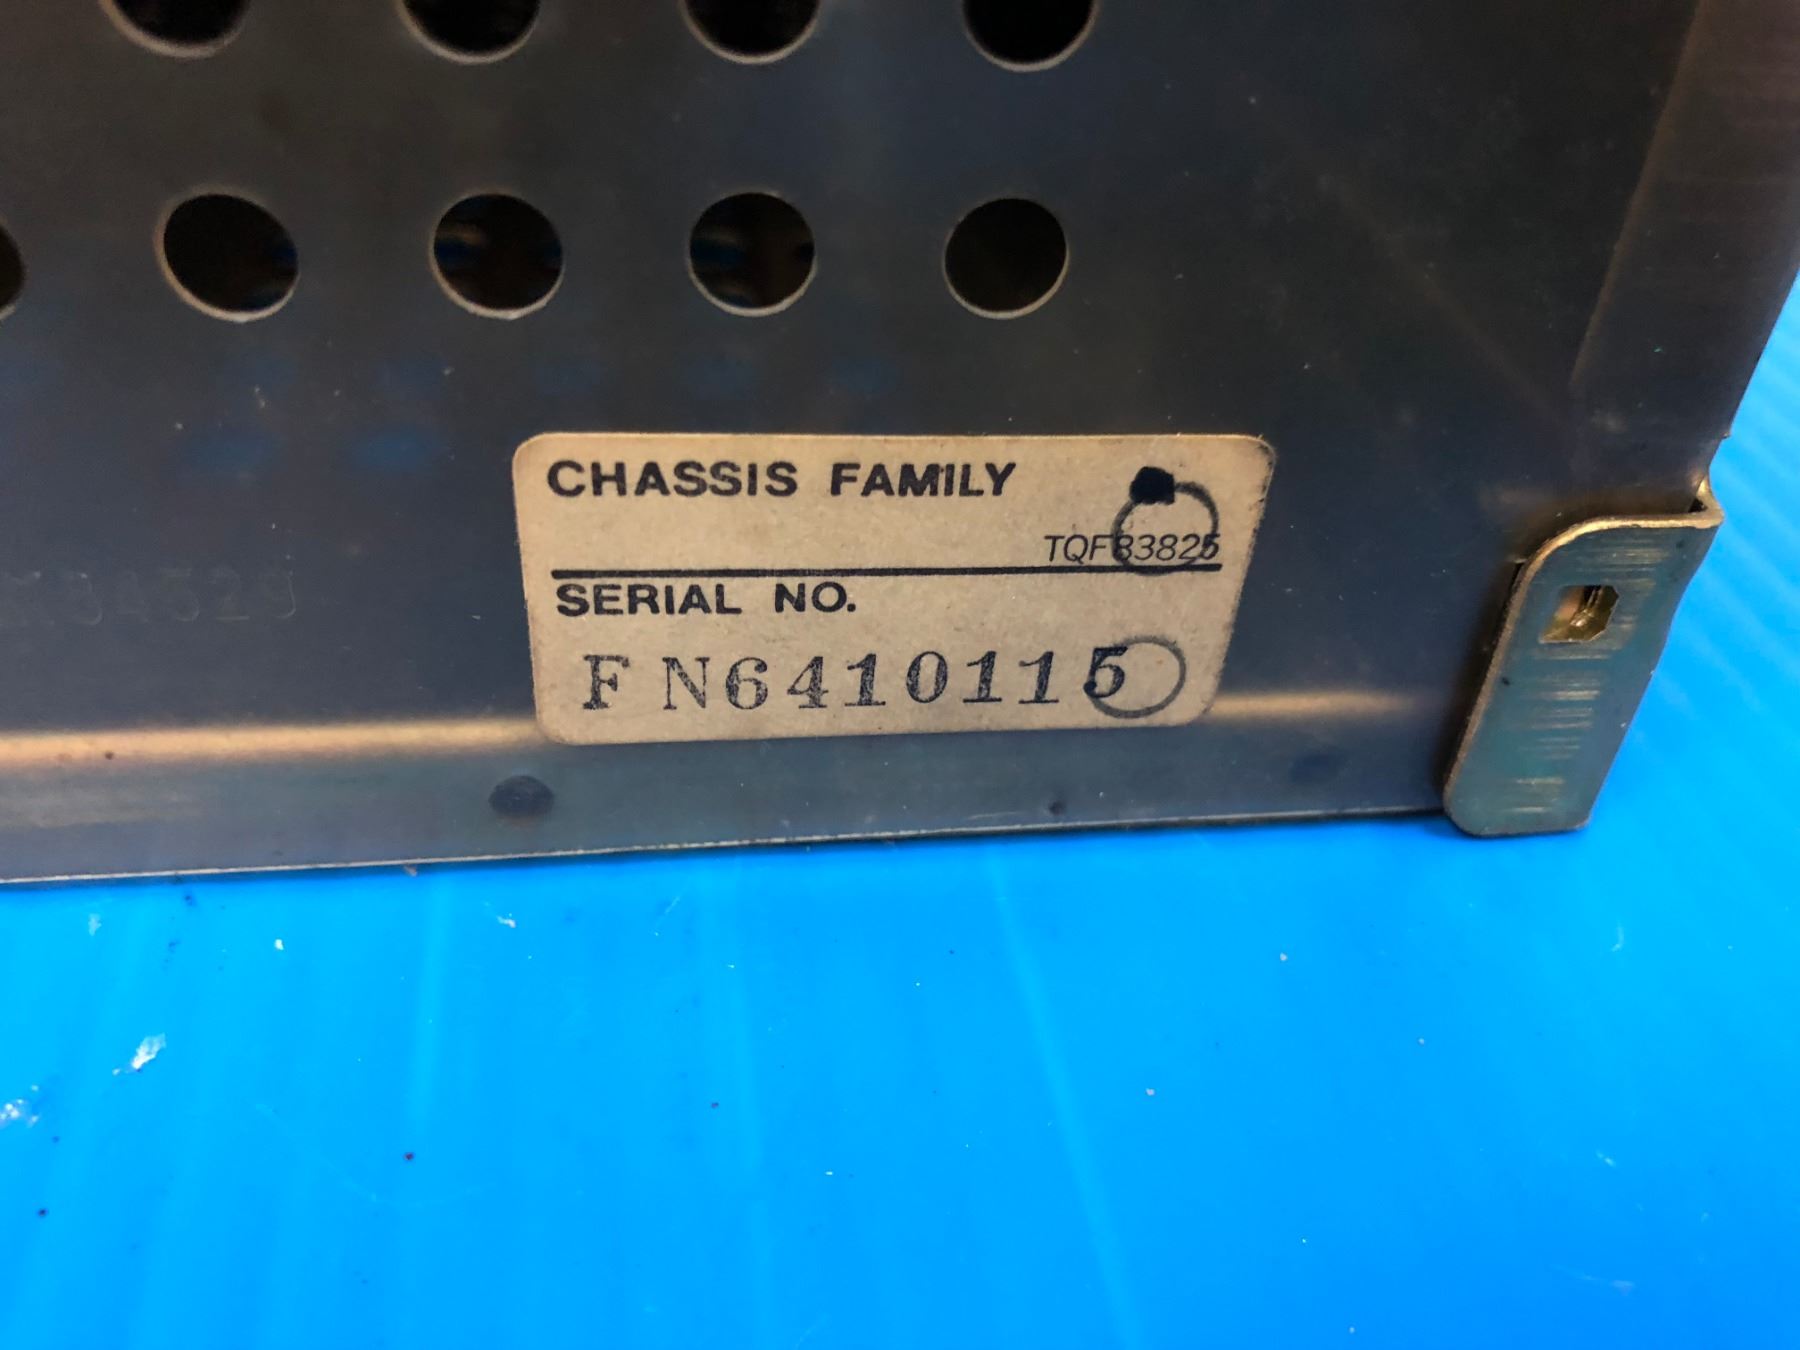 CHASSIS FAMILY
TQF83825
SERIAL NO.
FN6410115